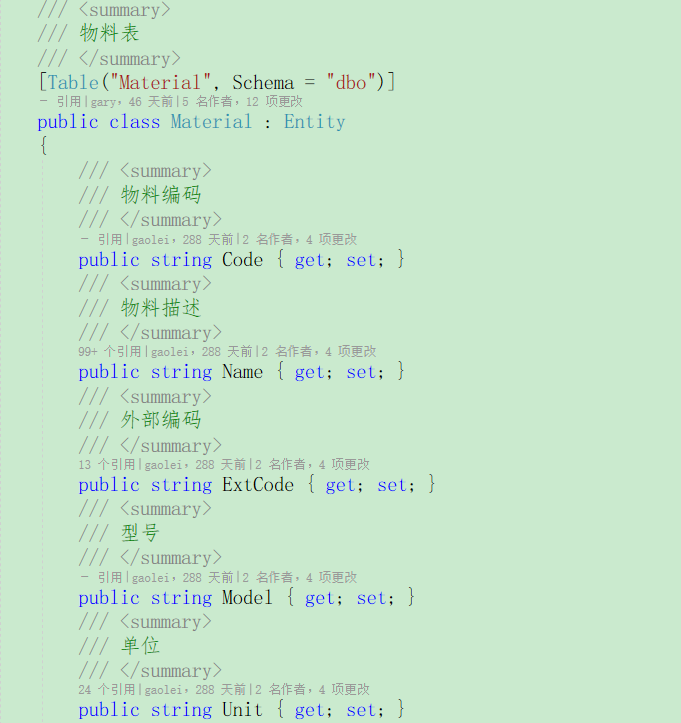 /// <summary>
/// 物料表
/// </summary>
[Table("Material", Schema = "dbo")]
- 引用|gary，46 天前|5 名作者，12 项更改
public class Material : Entity
{
/// <summary>
/// 物料编码
/// </summary>
- 引用|gaolei，288 天前|2 名作者，4 项更改
public string Code { get; set; }
/// <summary>
/// 物料描述
/// </summary>
99+ 个引用|gaolei，288 天前|2 名作者，4 项更改
public string Name { get; set; }
/// <summary>
/// 外部编码
/// </summary>
13 个引用|gaolei，288 天前|2 名作者，4 项更改
public string ExtCode { get; set; }
/// <summary>
/// 型号
/// </summary>
- 引用|gaolei，288 天前|2 名作者，4 项更改
public string Model { get; set; }
/// <summary>
/// 单位
/// </summary>
24 个引用|gaolei，288 天前|2 名作者，4 项更改
public string Unit { get; set; }